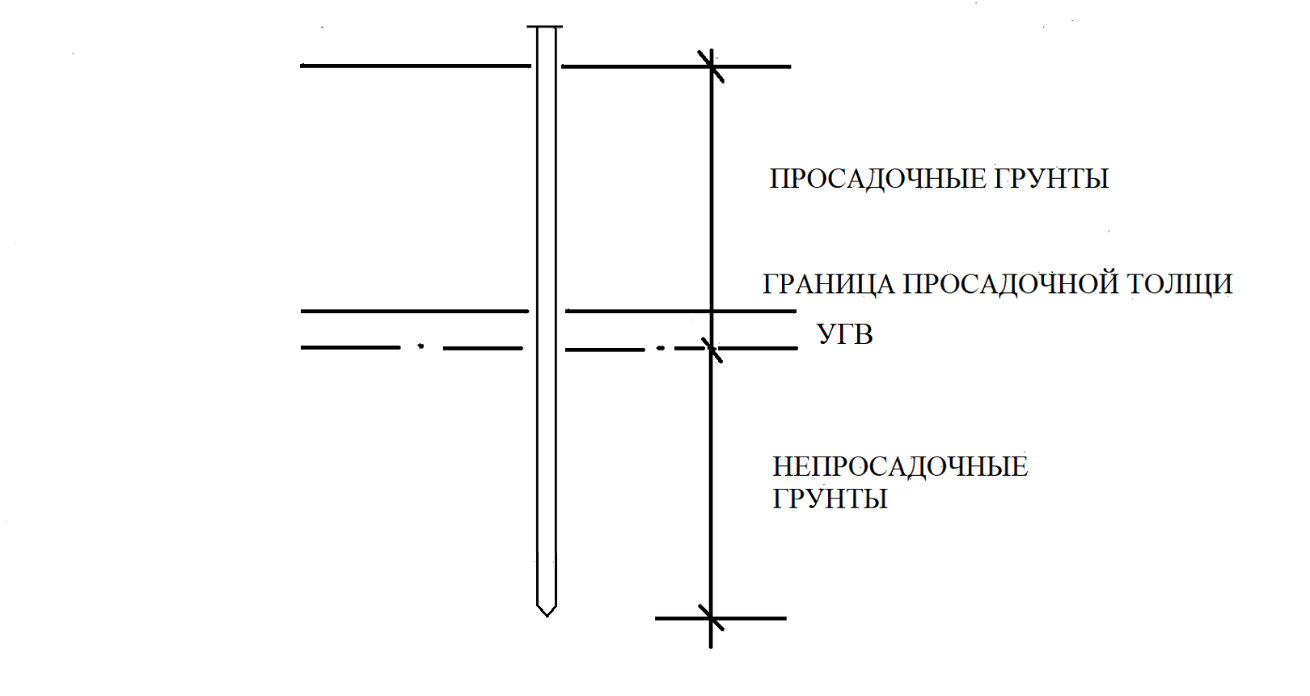 ПРОСАДОЧНЫЕ ГРУНТЫ
ГРАНИЦА ПРОСАДОЧНОЙ ТОЛЩИ
УГВ
НЕПРОСАДОЧНЫЕ
ГРУНТЫ